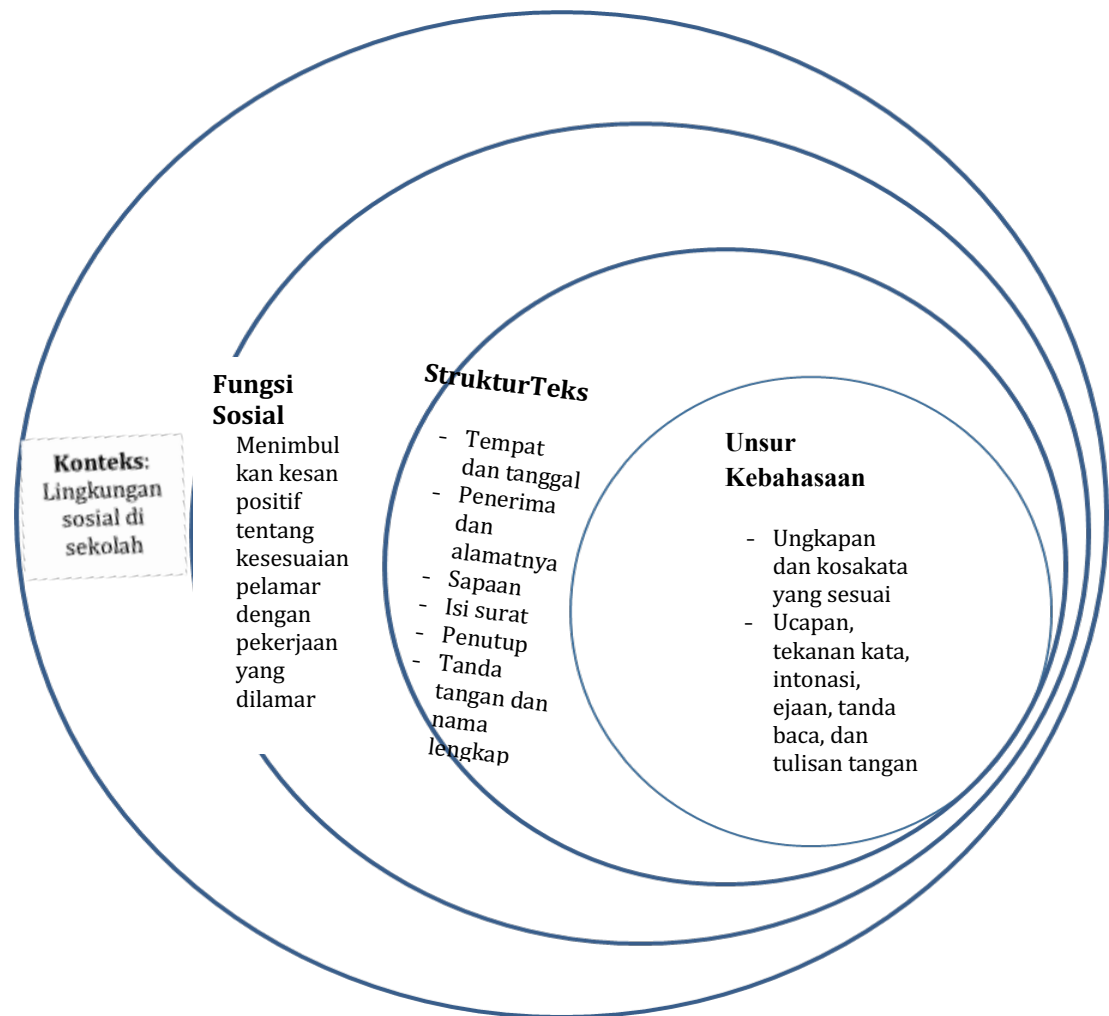 Konteks:
Lingkungan
sosial di
sekolah
Fungsi
Sosial
Menimbul
kan kesan
positif
tentang
kesesuaian
pelamar
dengan
pekerjaan
yang
dilamar
StrukturTeks
- Tempat
dan tanggal
- Penerima
dan
alamatnya
- Sapaan
- Isi surat
- Penutup
- Tanda
tangan dan
nama
lengkap
Unsur
Kebahasaan
- Ungkapan
dan kosakata
yang sesuai
- Ucapan,
tekanan kata,
intonasi,
ejaan, tanda
baca, dan
tulisan tangan